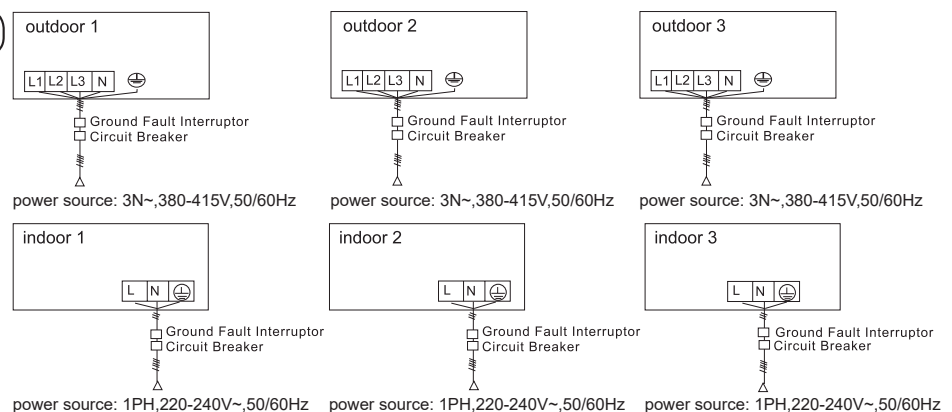 outdoor 1
L1 L2 L3 N
Ground Fault Interruptor
Circuit Breaker
power source: 3N~,380-415V,50/60Hz
outdoor 2
L1 L2 L3 N
Ground Fault Interruptor
Circuit Breaker
power source: 3N~,380-415V,50/60Hz
outdoor 3
L1 L2 L3 N
Ground Fault Interruptor
Circuit Breaker
power source: 3N~,380-415V,50/60Hz
indoor 1
L N
Ground Fault Interruptor
Circuit Breaker
power source: 1PH,220-240V~,50/60Hz
indoor 2
L N
Ground Fault Interruptor
Circuit Breaker
power source: 1PH,220-240V~,50/60Hz
indoor 3
L N
Ground Fault Interruptor
Circuit Breaker
power source: 1PH,220-240V~,50/60Hz